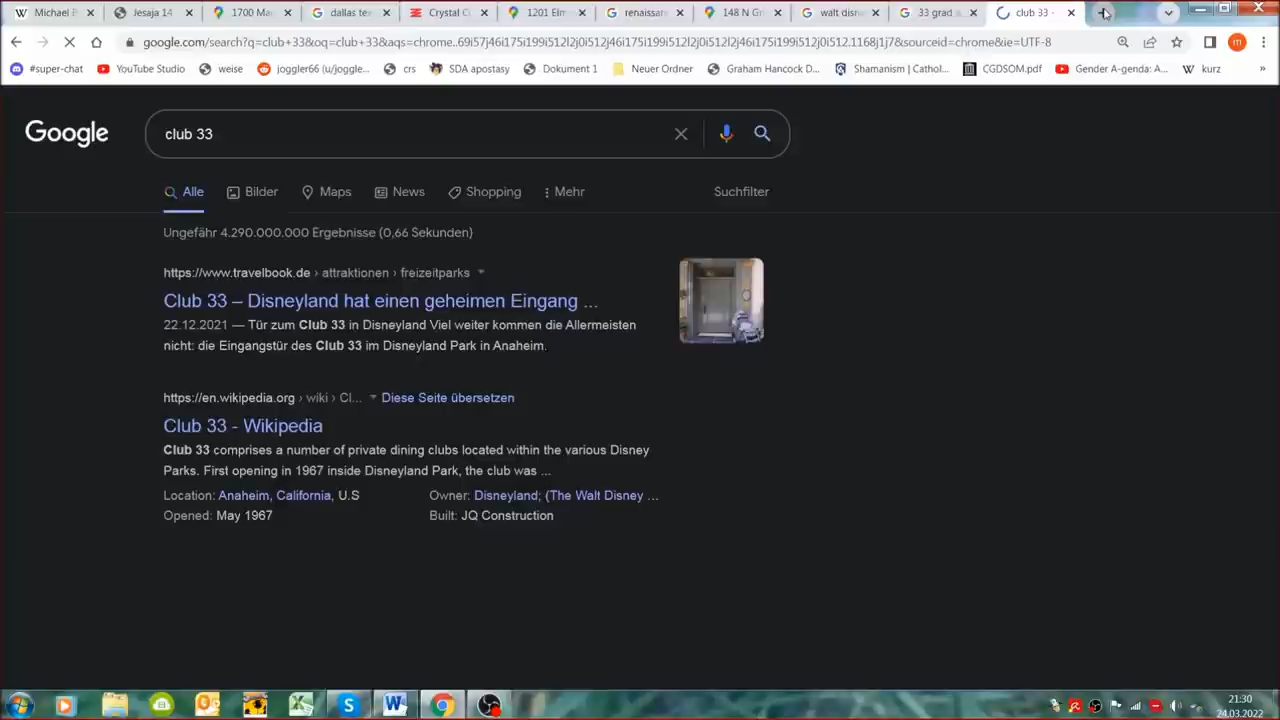 Michael
Jesaja 14
1700 Ma
dallas te
Crystal C
1201 Elm
renaissan
148 N G
walt disn
33 grad a
club 33 -
google.com/search?q=club+33&oq=club+33&aqs=chrome..69i57j46i175i199i512l2j0i512j46i175i199i512l2j0i512l2j46i175i199i512j0i512.1168j1j7&sourceid=chrome&ie=UTF-8
m
#super-chat
YouTube Studio
weise
joggler66 (u/joggle...
crs
SDA apostasy
Dokument 1
Neuer Ordner
Graham Hancock D...
Shamanism | Cathol...
CGDSOM.pdf
Gender A-genda: A...
kurz
»
Google
club 33
Alle
Bilder
Maps
News
Shopping
Mehr
Suchfilter
Ungefähr 4.290.000.000 Ergebnisse (0,66 Sekunden)
https://www.travelbook.de › attraktionen › freizeitparks
Club 33 – Disneyland hat einen geheimen Eingang ...
22.12.2021 — Tür zum Club 33 in Disneyland Viel weiter kommen die Allermeisten
nicht: die Eingangstür des Club 33 im Disneyland Park in Anaheim.
https://en.wikipedia.org › wiki › Cl... Diese Seite übersetzen
Club 33 - Wikipedia
Club 33 comprises a number of private dining clubs located within the various Disney
Parks. First opening in 1967 inside Disneyland Park, the club was ...
Location: Anaheim, California, U.S
Owner: Disneyland; (The Walt Disney ...
Opened: May 1967
Built: JQ Construction
21:30
24.03.2022